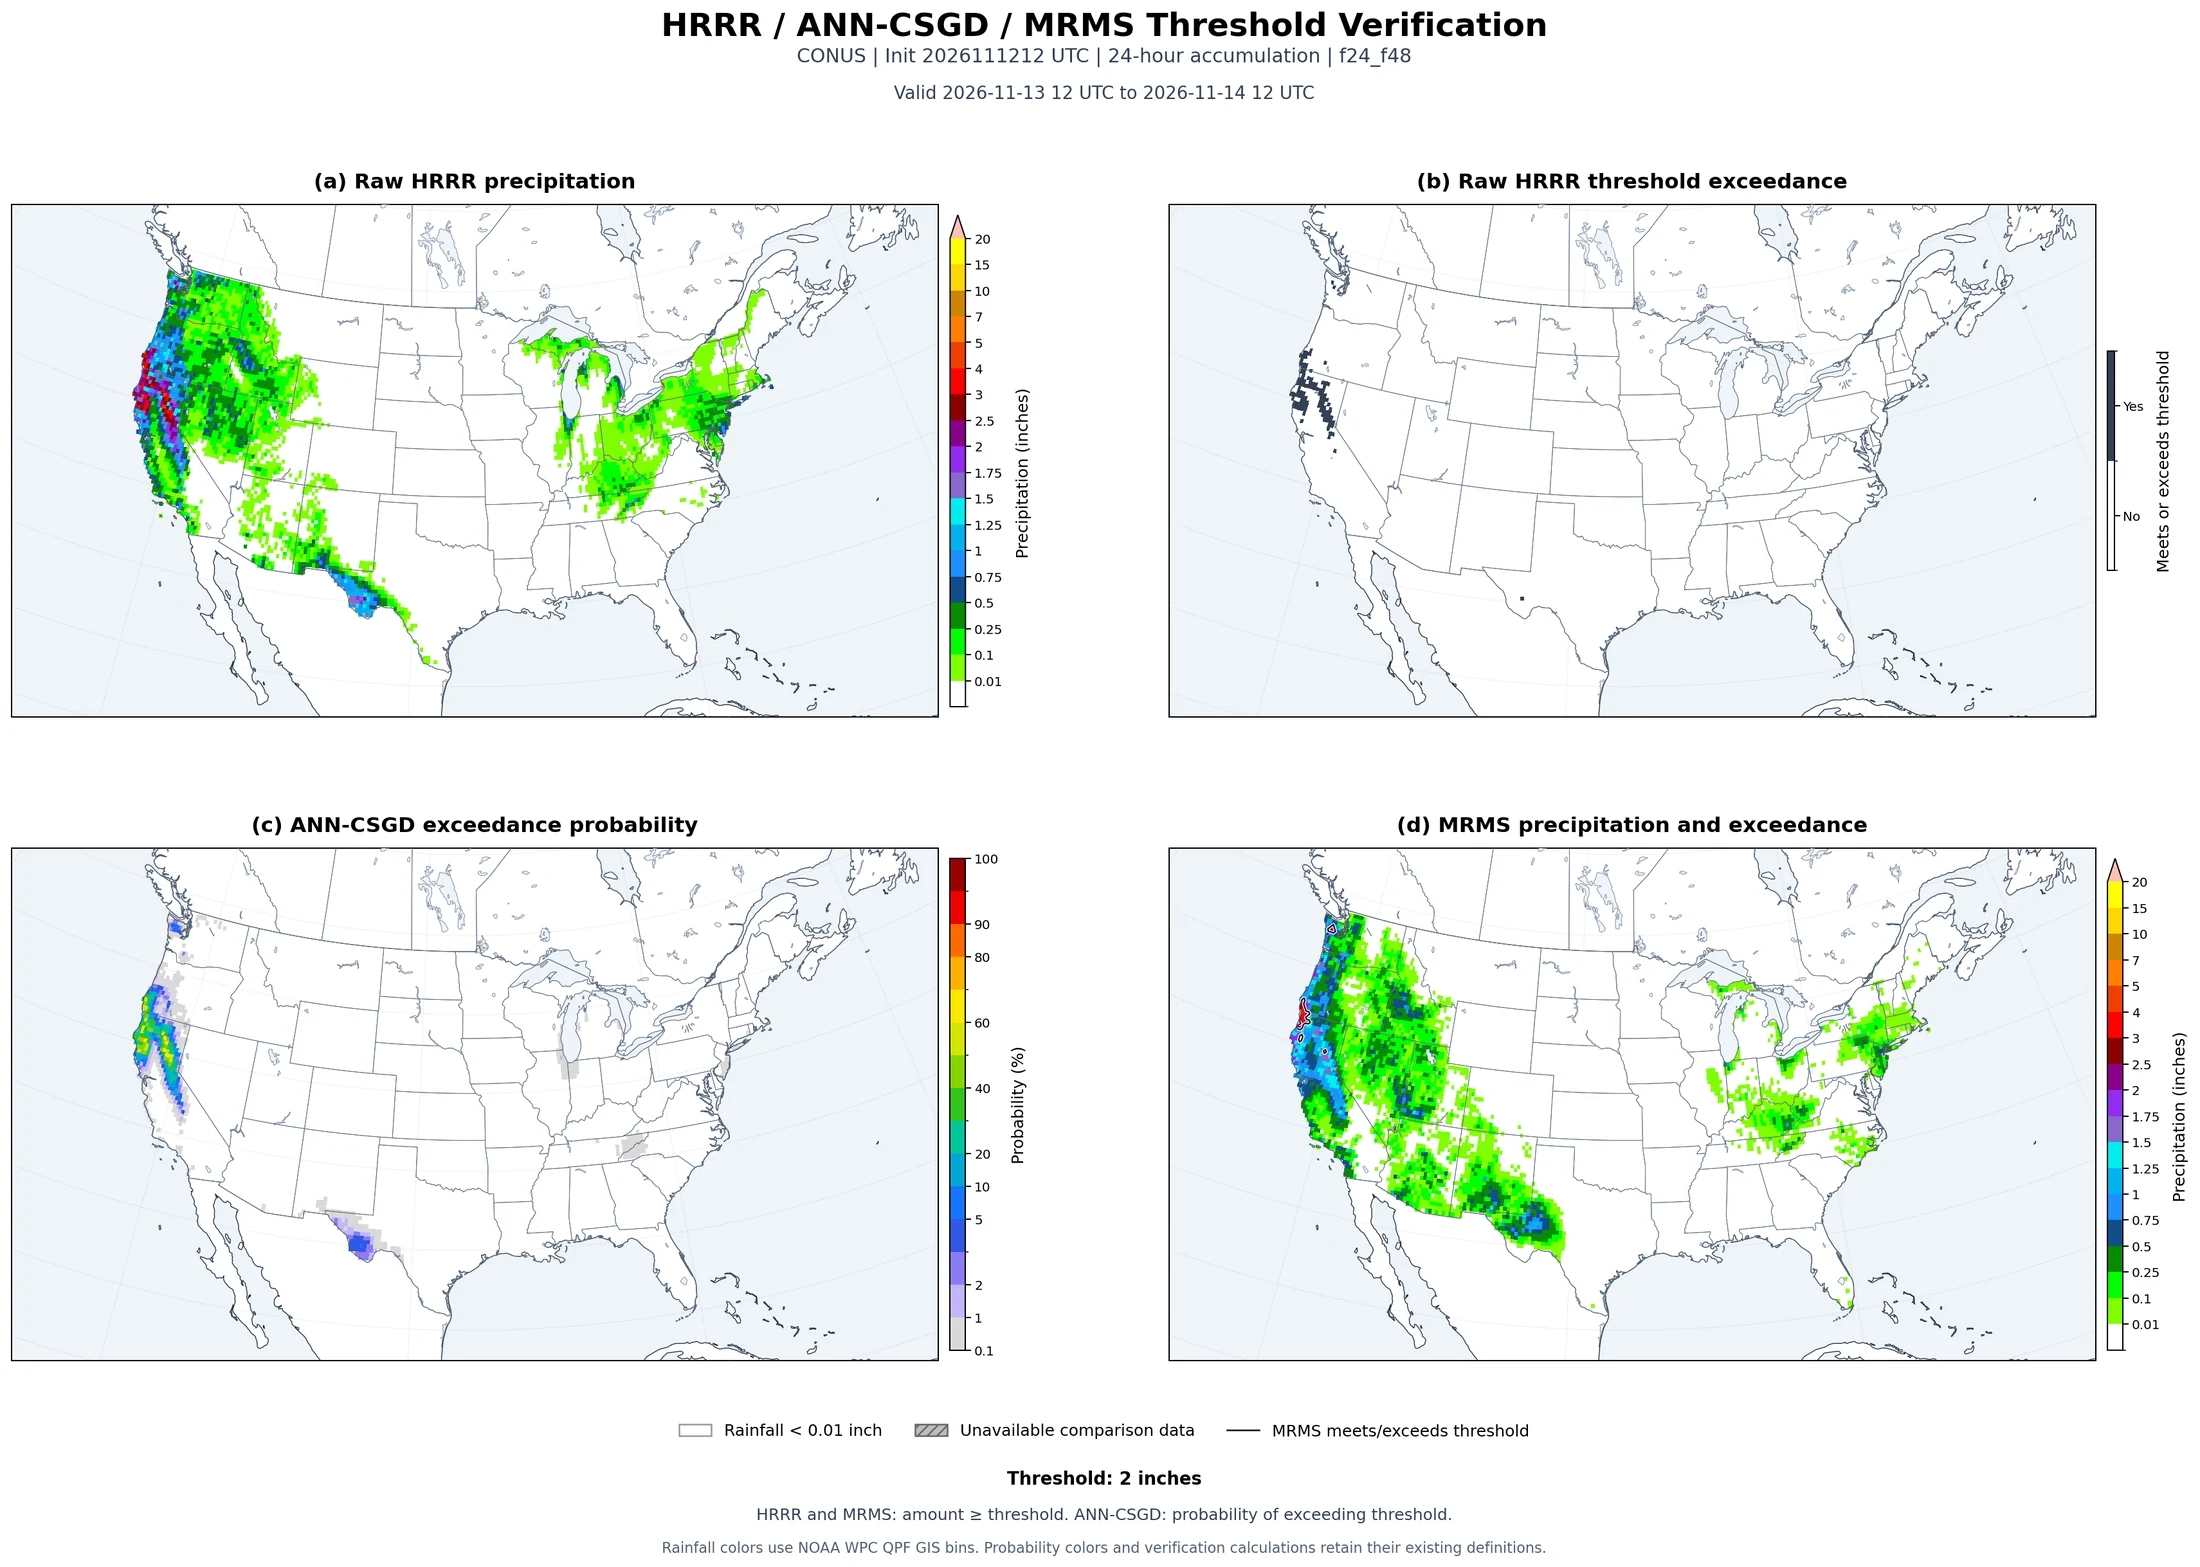 HRRR / ANN-CSGD / MRMS Threshold Verification
CONUS | Init 2026111212 UTC | 24-hour accumulation | f24_f48
Valid 2026-11-13 12 UTC to 2026-11-14 12 UTC
(a) Raw HRRR precipitation
20
15
10
7
5
4
3
2.5
2
1.75
1.5
1.25
1
0.75
0.5
0.25
0.1
0.01
Precipitation (inches)
(b) Raw HRRR threshold exceedance
Yes
No
Meets or exceeds threshold
(c) ANN-CSGD exceedance probability
100
90
80
60
40
20
10
5
2
1
0.1
Probability (%)
(d) MRMS precipitation and exceedance
20
15
10
7
5
4
3
2.5
2
1.75
1.5
1.25
1
0.75
0.5
0.25
0.1
0.01
Precipitation (inches)
Rainfall < 0.01 inch
Unavailable comparison data
MRMS meets/exceeds threshold
Threshold: 2 inches
HRRR and MRMS: amount ≥ threshold. ANN-CSGD: probability of exceeding threshold.
Rainfall colors use NOAA WPC QPF GIS bins. Probability colors and verification calculations retain their existing definitions.